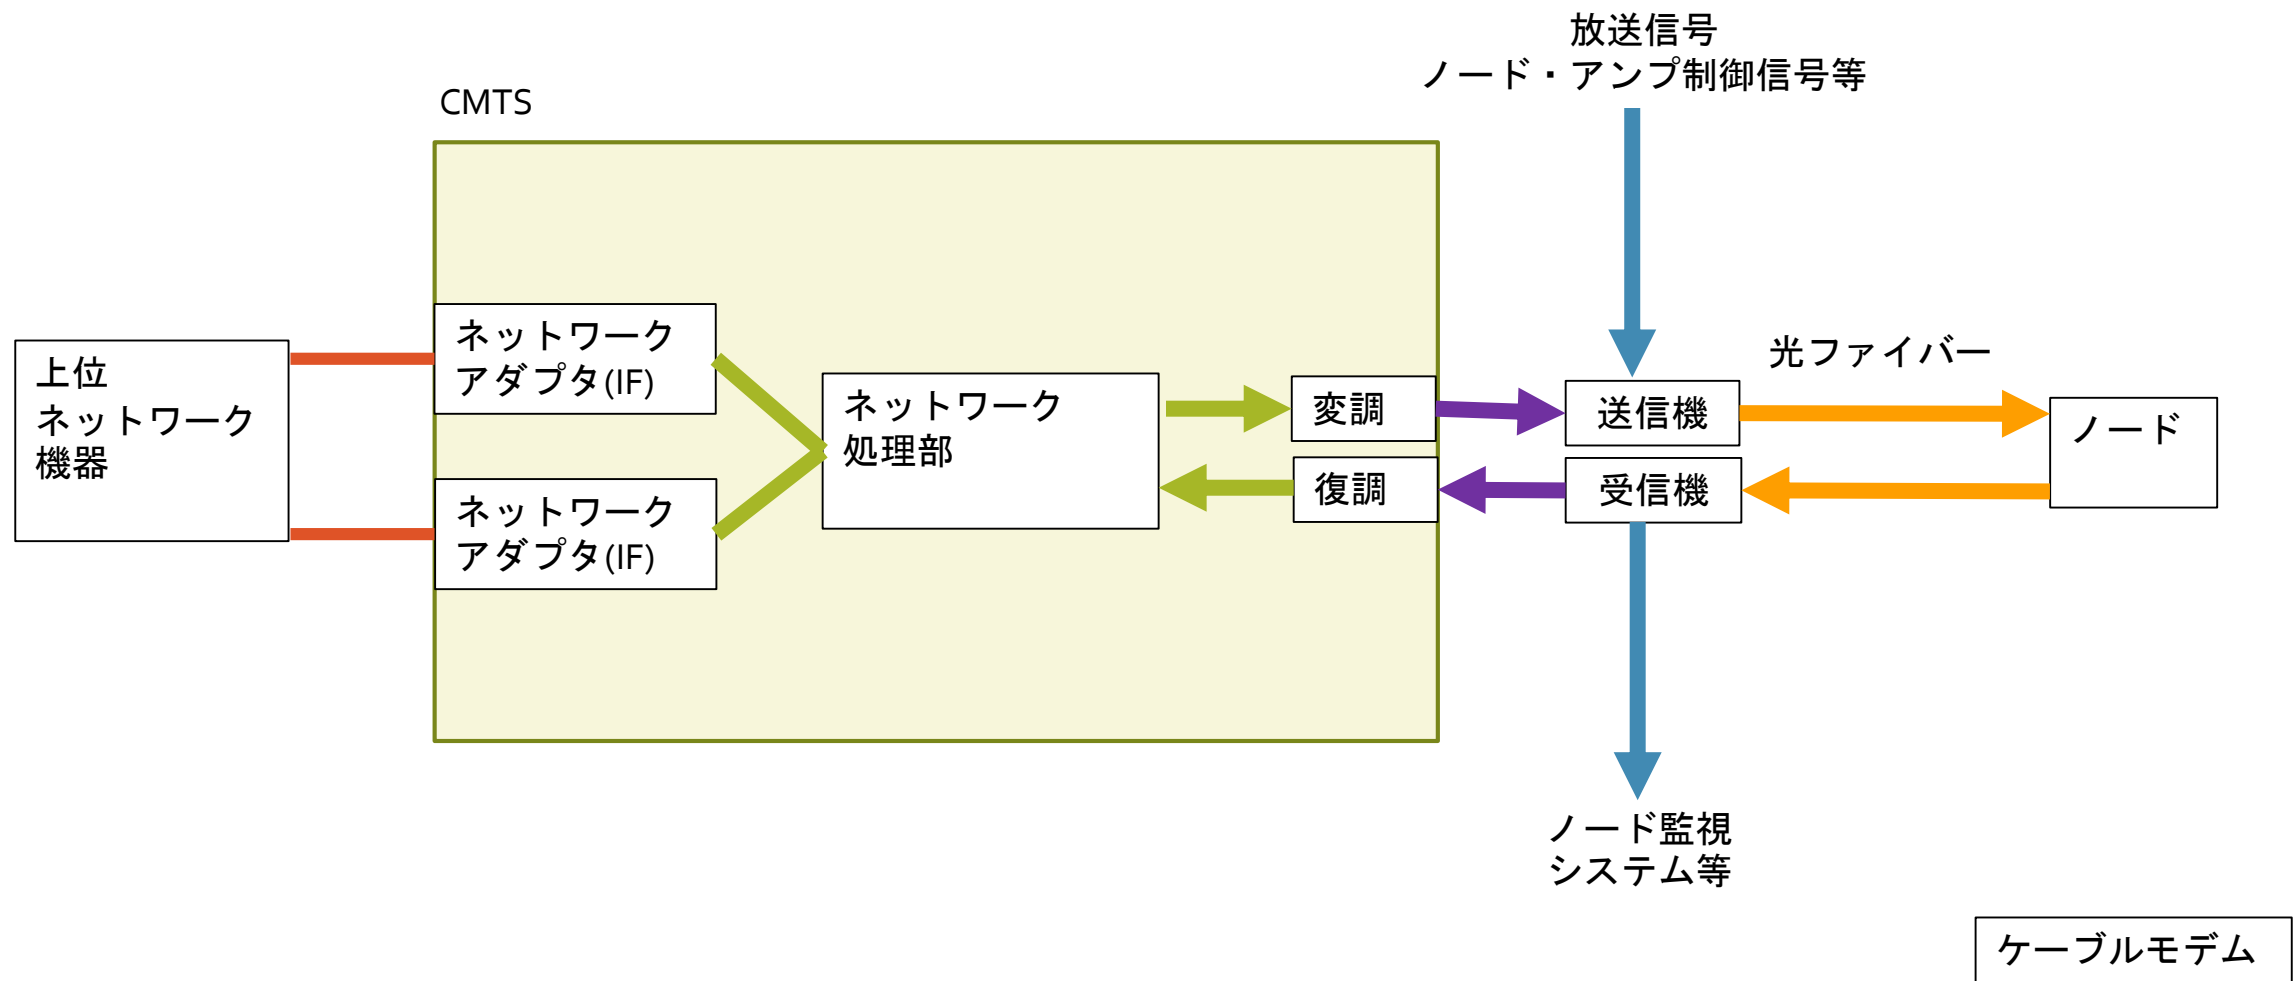 放送信号
ノード・アンプ制御信号等
CMTS
上位
ネットワーク
機器
ネットワーク
アダプタ(IF)
ネットワーク
アダプタ(IF)
ネットワーク
処理部
変調
復調
送信機
受信機
光ファイバー
ノード
ノード監視
システム等
ケーブルモデム